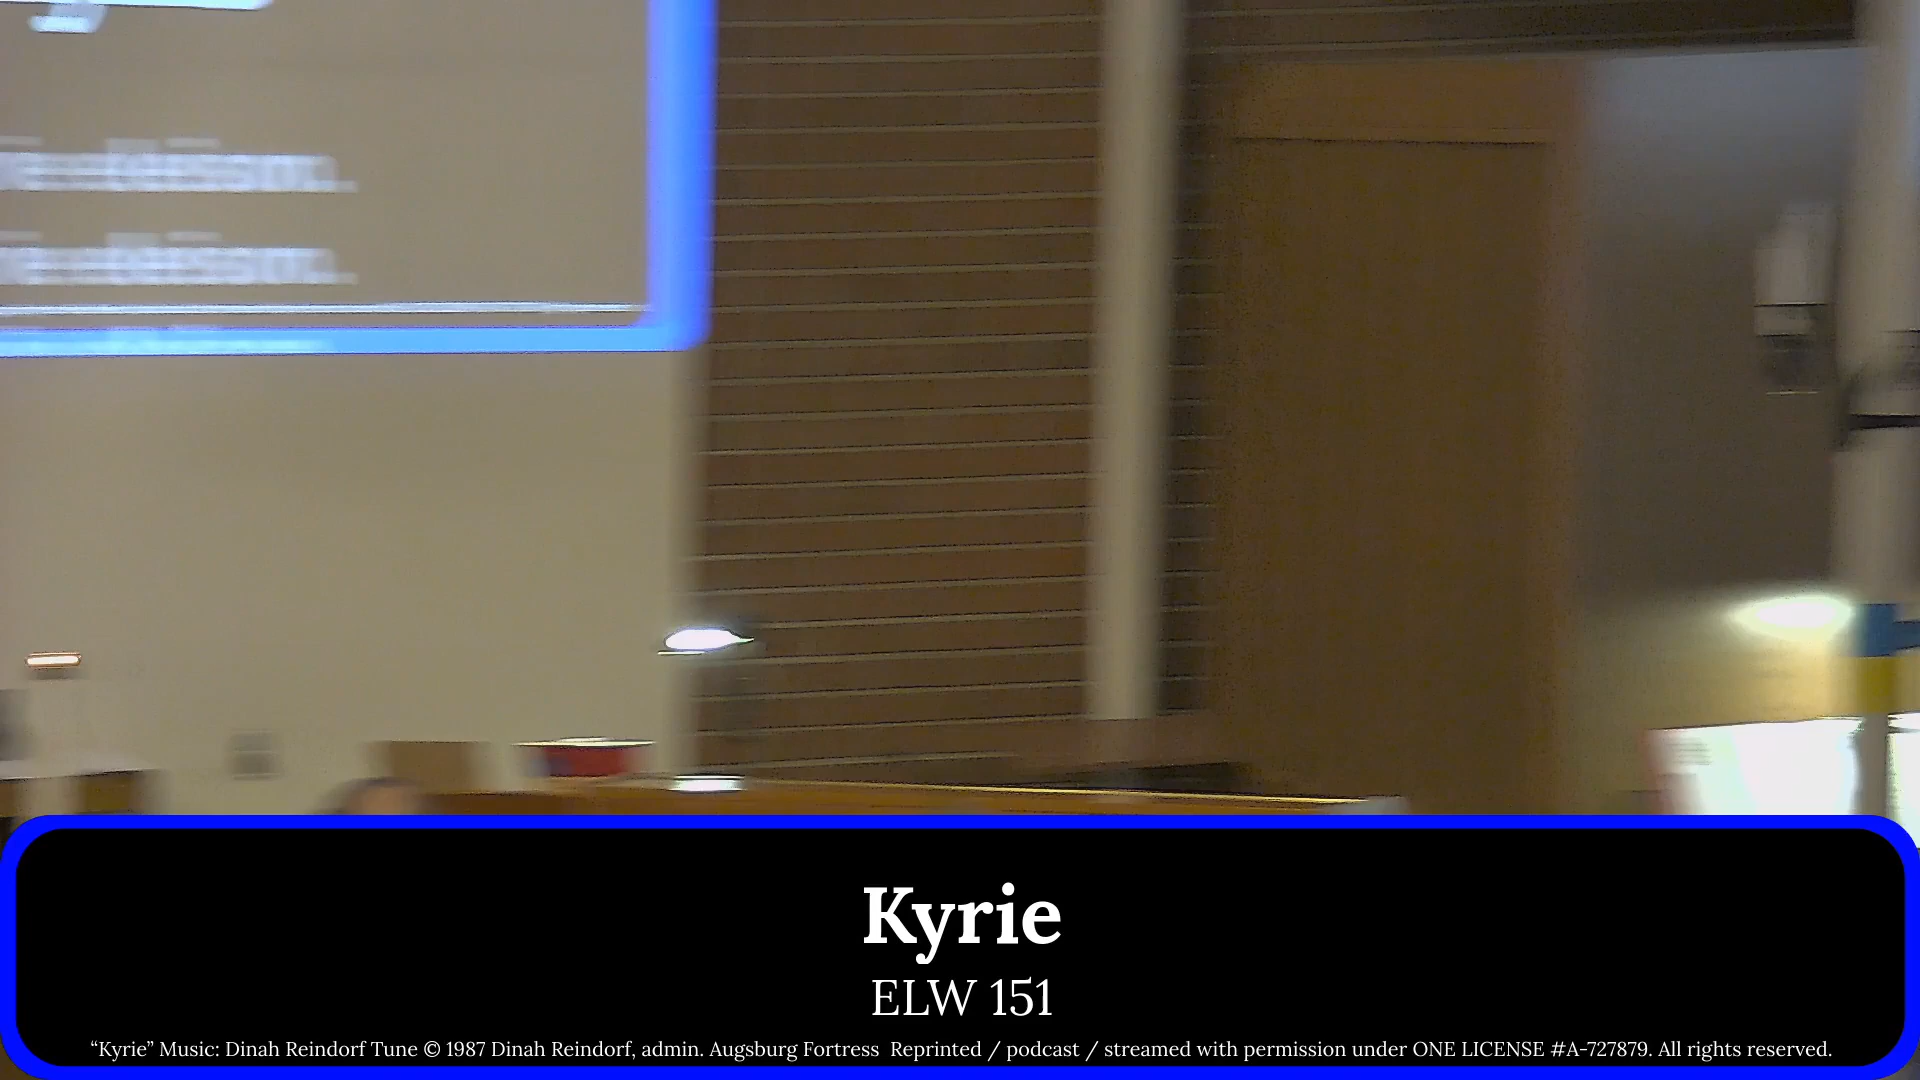 Kyrie
ELW 151
“Kyrie” Music: Dinah Reindorf Tune © 1987 Dinah Reindorf, admin. Augsburg Fortress Reprinted / podcast / streamed with permission under ONE LICENSE #A-727879. All rights reserved.